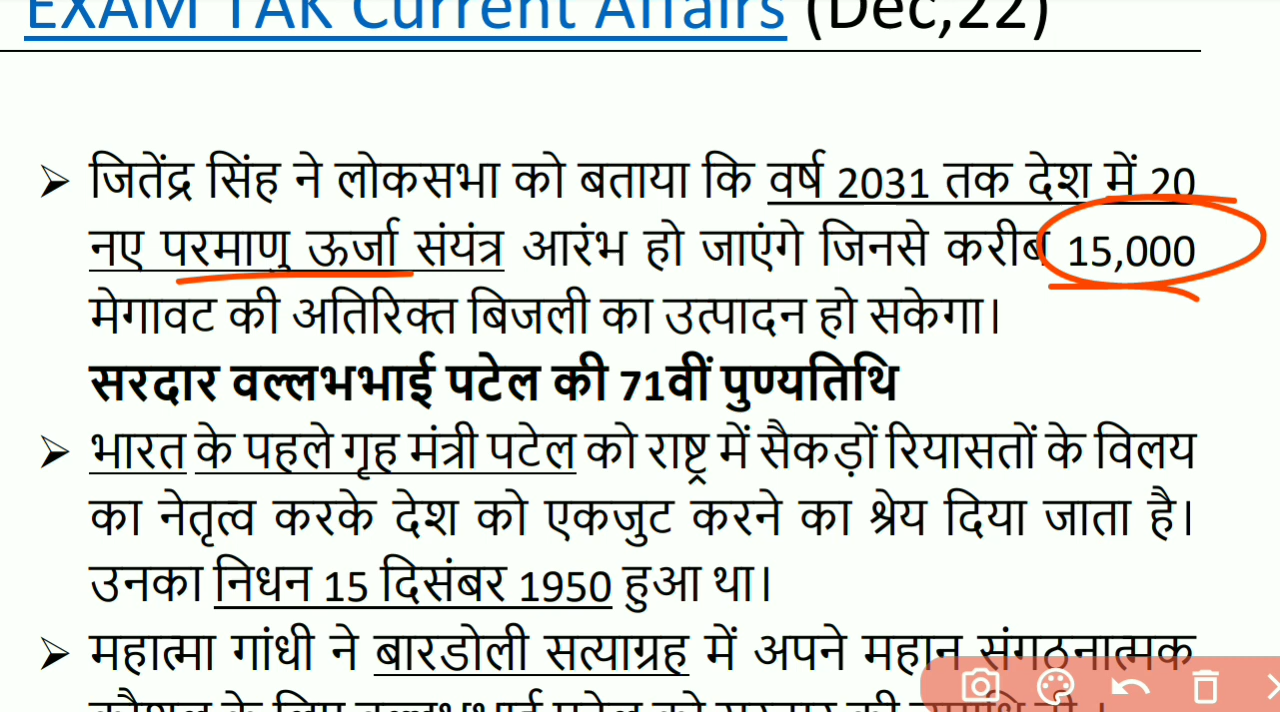 EXAM TAK Current Affairs (Dec,22)
➢ जितेंद्र सिंह ने लोकसभा को बताया कि वर्ष 2031 तक देश में 20
नए परमाणु ऊर्जा संयंत्र आरंभ हो जाएंगे जिनसे करीब 15,000
मेगावट की अतिरिक्त बिजली का उत्पादन हो सकेगा।
सरदार वल्लभभाई पटेल की 71वीं पुण्यतिथि
➢ भारत के पहले गृह मंत्री पटेल को राष्ट्र में सैकड़ों रियासतों के विलय
का नेतृत्व करके देश को एकजुट करने का श्रेय दिया जाता है।
उनका निधन 15 दिसंबर 1950 हुआ था।
➢ महात्मा गांधी ने बारडोली सत्याग्रह में अपने महान संगठनात्मक